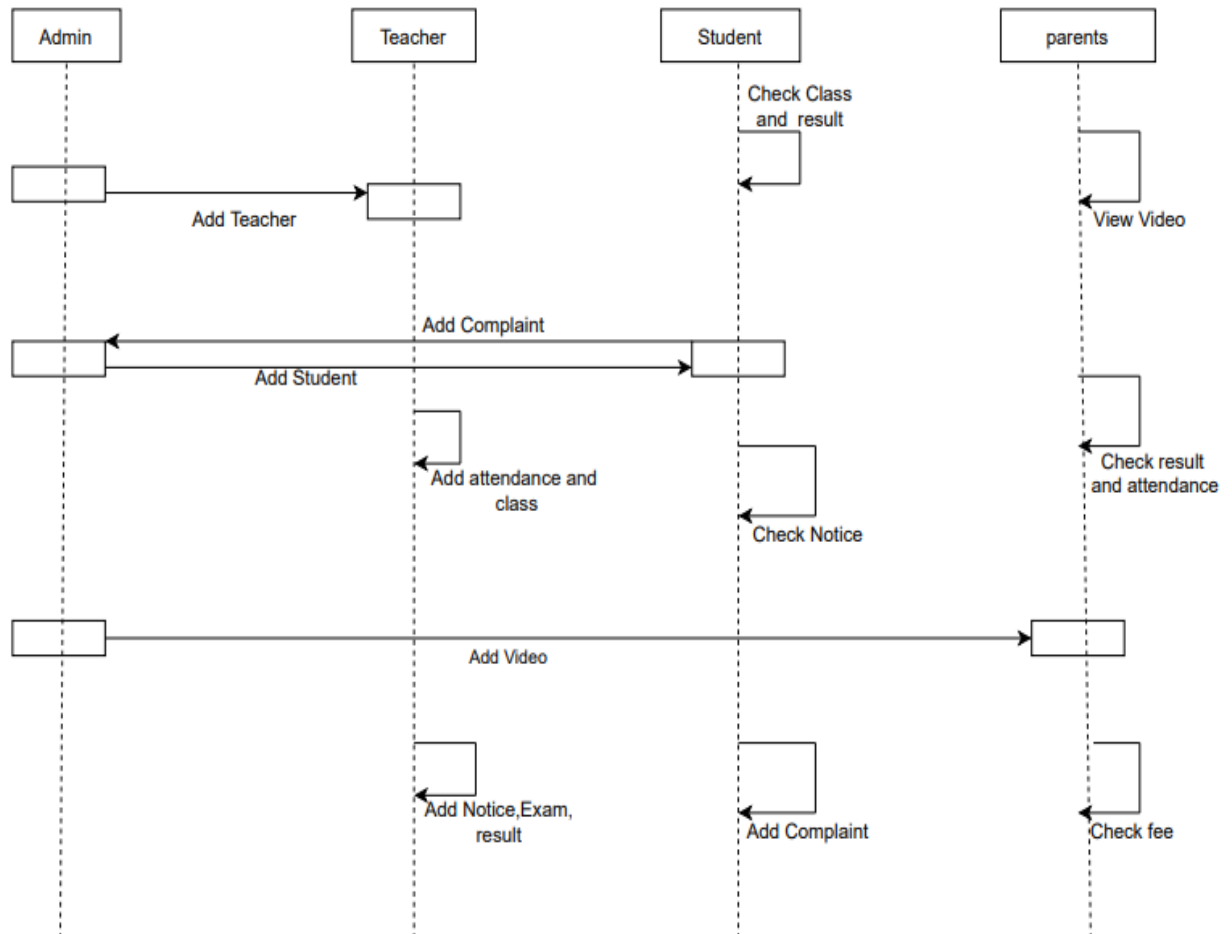 Admin
Teacher
Student
parents
Check Class
and result
Add Teacher
View Video
Add Complaint
Add Student
Add attendance and
class
Check result
and attendance
Check Notice
Add Video
Add Notice,Exam,
result
Add Complaint
Check fee